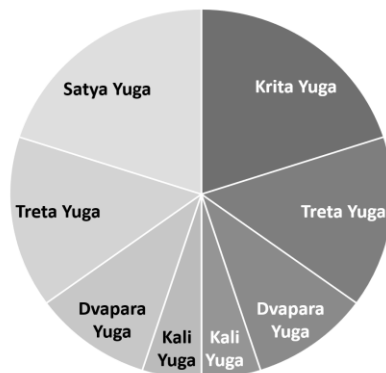 Satya Yuga
Krita Yuga
Treta Yuga
Treta Yuga
Dvapara
Yuga
Kali
Yuga
Kali
Yuga
Dvapara
Yuga